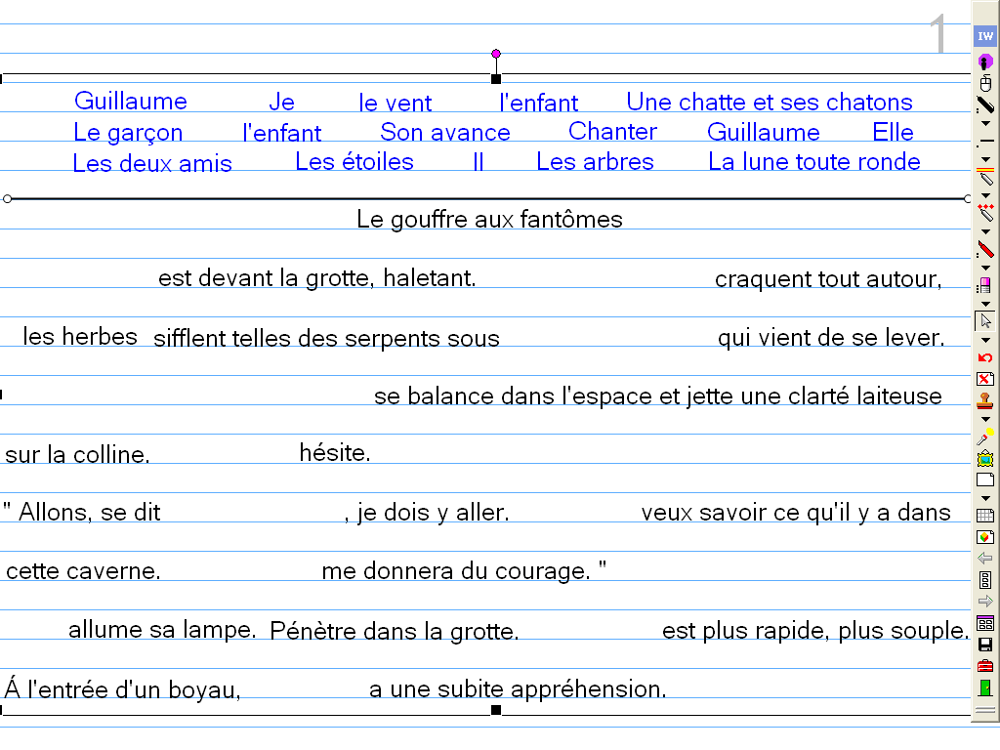 1
IW
Guillaume Je le vent l'enfant Une chatte et ses chatons
Le garçon l'enfant Son avance Chanter Guillaume Elle
Les deux amis Les étoiles Il Les arbres La lune toute ronde
Le gouffre aux fantômes
est devant la grotte, haletant. craquent tout autour,
les herbes sifflent telles des serpents sous qui vient de se lever.
se balance dans l'espace et jette une clarté laiteuse
sur la colline. hésite.
" Allons, se dit , je dois y aller. veux savoir ce qu'il y a dans
cette caverne. me donnera du courage. "
allume sa lampe. Pénètre dans la grotte. est plus rapide, plus souple.
Á l'entrée d'un boyau, a une subite appréhension.